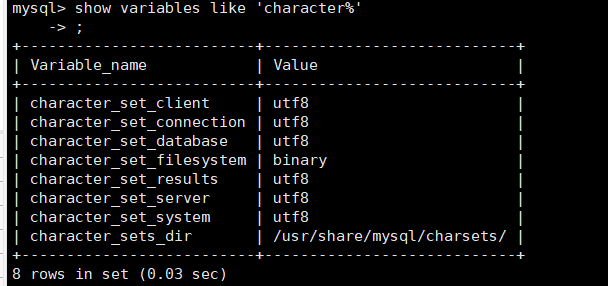 mysql> show variables like 'character%'
    -> ;
+--------------------------+----------------------------+
| Variable_name            | Value                      |
+--------------------------+----------------------------+
| character_set_client     | utf8                       |
| character_set_connection | utf8                       |
| character_set_database   | utf8                       |
| character_set_filesystem | binary                     |
| character_set_results    | utf8                       |
| character_set_server     | utf8                       |
| character_set_system     | utf8                       |
| character_sets_dir       | /usr/share/mysql/charsets/ |
+--------------------------+----------------------------+
8 rows in set (0.03 sec)